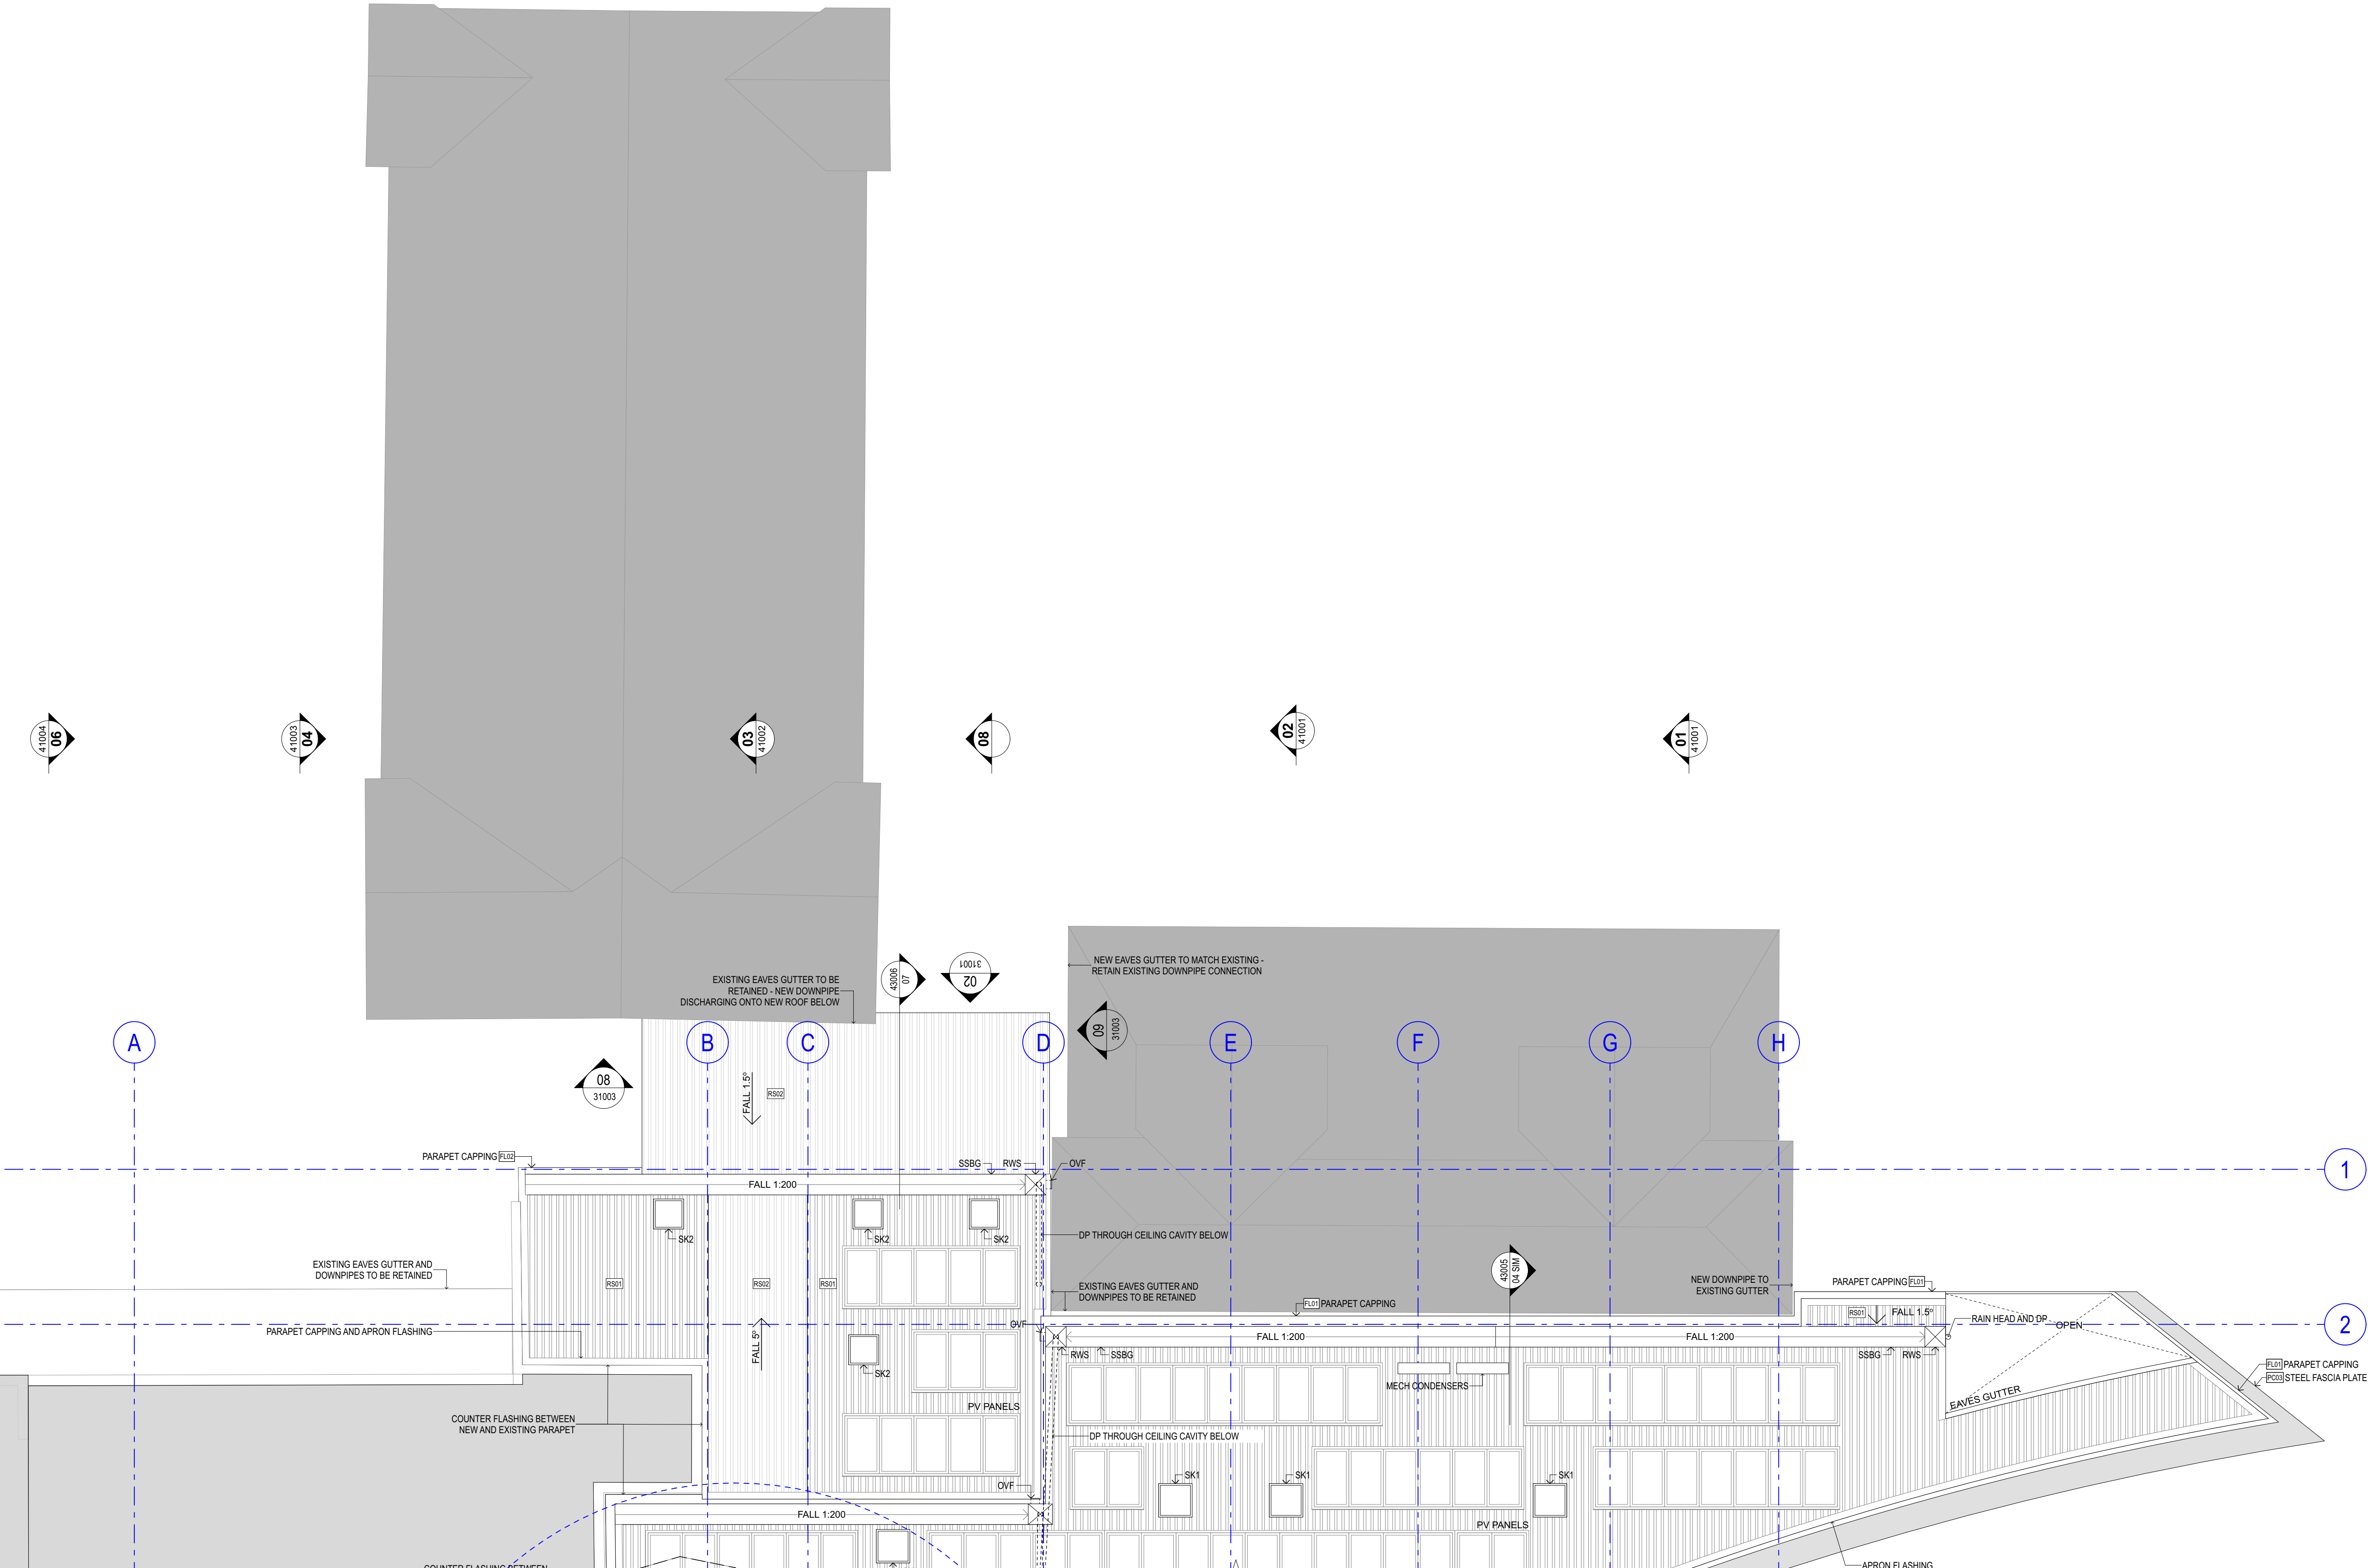 41004
06
41003
04
03
41002
08
02
41001
01
41001
EXISTING EAVES GUTTER TO BE
RETAINED - NEW DOWNPIPE
DISCHARGING ONTO NEW ROOF BELOW
43006
07
31001
02
NEW EAVES GUTTER TO MATCH EXISTING -
RETAIN EXISTING DOWNPIPE CONNECTION
09
31003
A
B
C
D
E
F
G
H
08
31003
FALL 1.5°
RS02
PARAPET CAPPING FL02
SSBG
RWS
OVF
1
FALL 1:200
SK2
SK2
SK2
DP THROUGH CEILING CAVITY BELOW
EXISTING EAVES GUTTER AND
DOWNPIPES TO BE RETAINED
RS01
RS02
RS01
EXISTING EAVES GUTTER AND
DOWNPIPES TO BE RETAINED
43005
04 SIM
NEW DOWNPIPE TO
EXISTING GUTTER
PARAPET CAPPING FL01
FL01 PARAPET CAPPING
RS01
FALL 1.5°
RAIN HEAD AND DP
OPEN
2
PARAPET CAPPING AND APRON FLASHING
FALL 5°
OVF
FALL 1:200
FALL 1:200
RWS
SSBG
SSBG
RWS
SK2
MECH CONDENSERS
FL01 PARAPET CAPPING
PC03 STEEL FASCIA PLATE
EAVES GUTTER
PV PANELS
COUNTER FLASHING BETWEEN
NEW AND EXISTING PARAPET
DP THROUGH CEILING CAVITY BELOW
SK1
SK1
SK1
OVF
FALL 1:200
PV PANELS
COUNTER FLASHING BETWEEN
APRON FLASHING